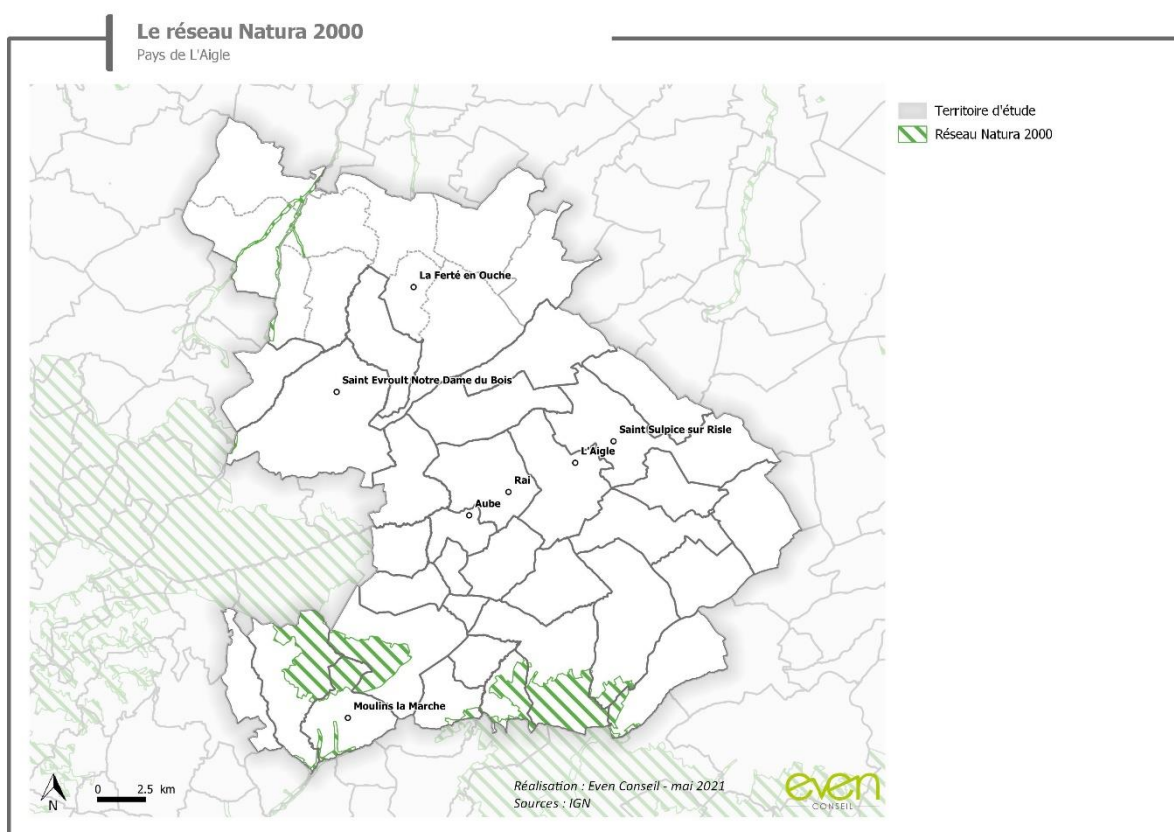 Le réseau Natura 2000
Pays de L'Aigle
Territoire d'étude
Réseau Natura 2000
La Ferté en Ouche
Saint Evroult Notre Dame du Bois
Saint Sulpice sur Risle
L'Aigle
Rai
Aube
Moulins la Marche
N
0 2.5 km
Réalisation : Even Conseil - mai 2021
Sources : IGN
even
CONSEIL